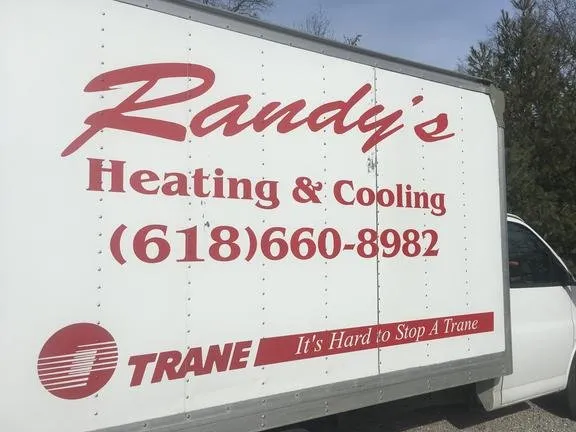 Randy's
Heating & Cooling
(618)660-8982
TRANE It's Hard to Stop A Trane